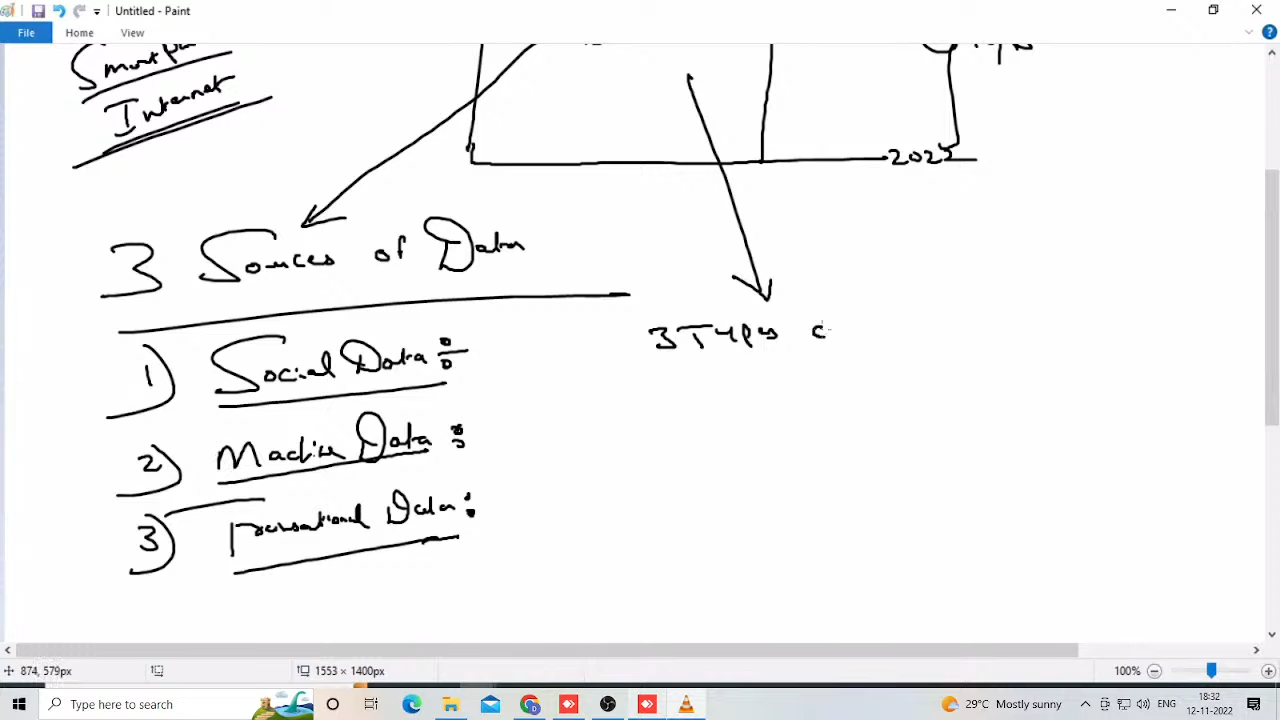 Untitled - Paint
File Home View
Internet
2022
3 Sources of Data
3 Types o
1) Social Data:
2) Machine Data:
3) Transational Data:
874, 579px
1553 × 1400px
100%
Type here to search
29°C Mostly sunny
18:32
12-11-2022